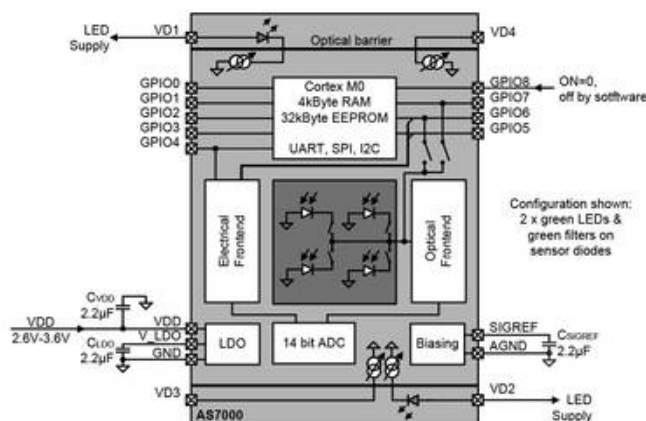 LED
Supply
VD1
Optical barrier
VD4
GPIO0
GPIO1
GPIO2
GPIO3
GPIO4
Cortex M0
4kByte RAM
32kByte EEPROM
UART, SPI, I2C
GPIO8
GPIO7
GPIO6
GPIO5
ON=0,
off by sotftware
Electrical
Frontend
Optical
Frontend
Configuration shown:
2 x green LEDs &
green filters on
sensor diodes
CVDD
2.2µF
VDD
2.6V-3.6V
CLDO
2.2µF
VDD
V_LDO
GND
LDO
14 bit ADC
Biasing
SIGREF
AGND
CSIGREF
2.2µF
VD3
VD2
LED
Supply
AS7000